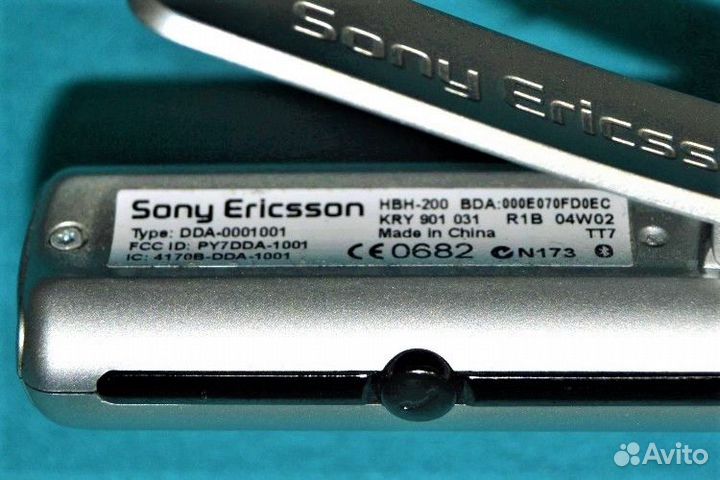 Sony Ericss
Sony Ericsson HBH-200 BDA:000E070FD0EC
KRY 901 031 R1B 04W02
Type: DDA-0001001 Made in China TT7
FCC ID: PY7DDA-1001
IC: 4170B-DDA-1001 CE0682 N173
Avito